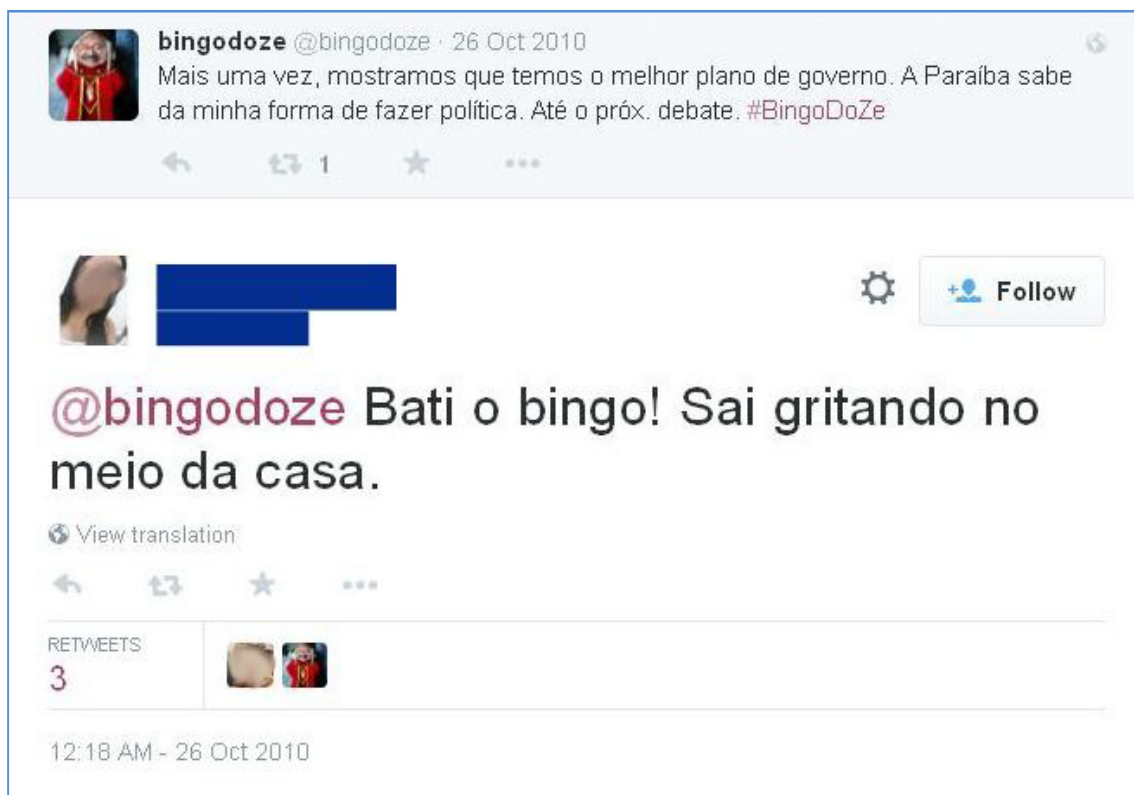 bingodoze @bingodoze · 26 Oct 2010
Mais uma vez, mostramos que temos o melhor plano de governo. A Paraíba sabe
da minha forma de fazer política. Até o próx. debate. #BingoDoZe
1
Follow
@bingodoze Bati o bingo! Sai gritando no
meio da casa.
View translation
RETWEETS
3
12:18 AM - 26 Oct 2010